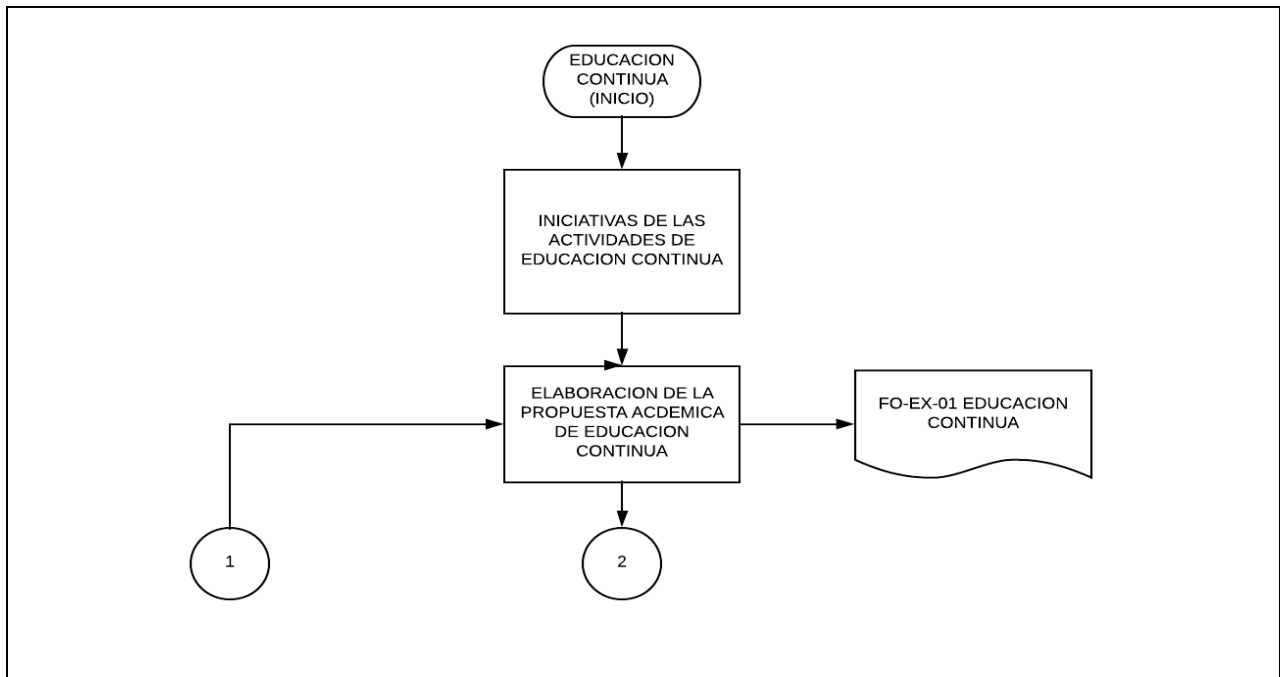 EDUCACION
CONTINUA
(INICIO)
INICIATIVAS DE LAS
ACTIVIDADES DE
EDUCACION CONTINUA
ELABORACION DE LA
PROPUESTA ACDEMICA
DE EDUCACION
CONTINUA
FO-EX-01 EDUCACION
CONTINUA
1
2